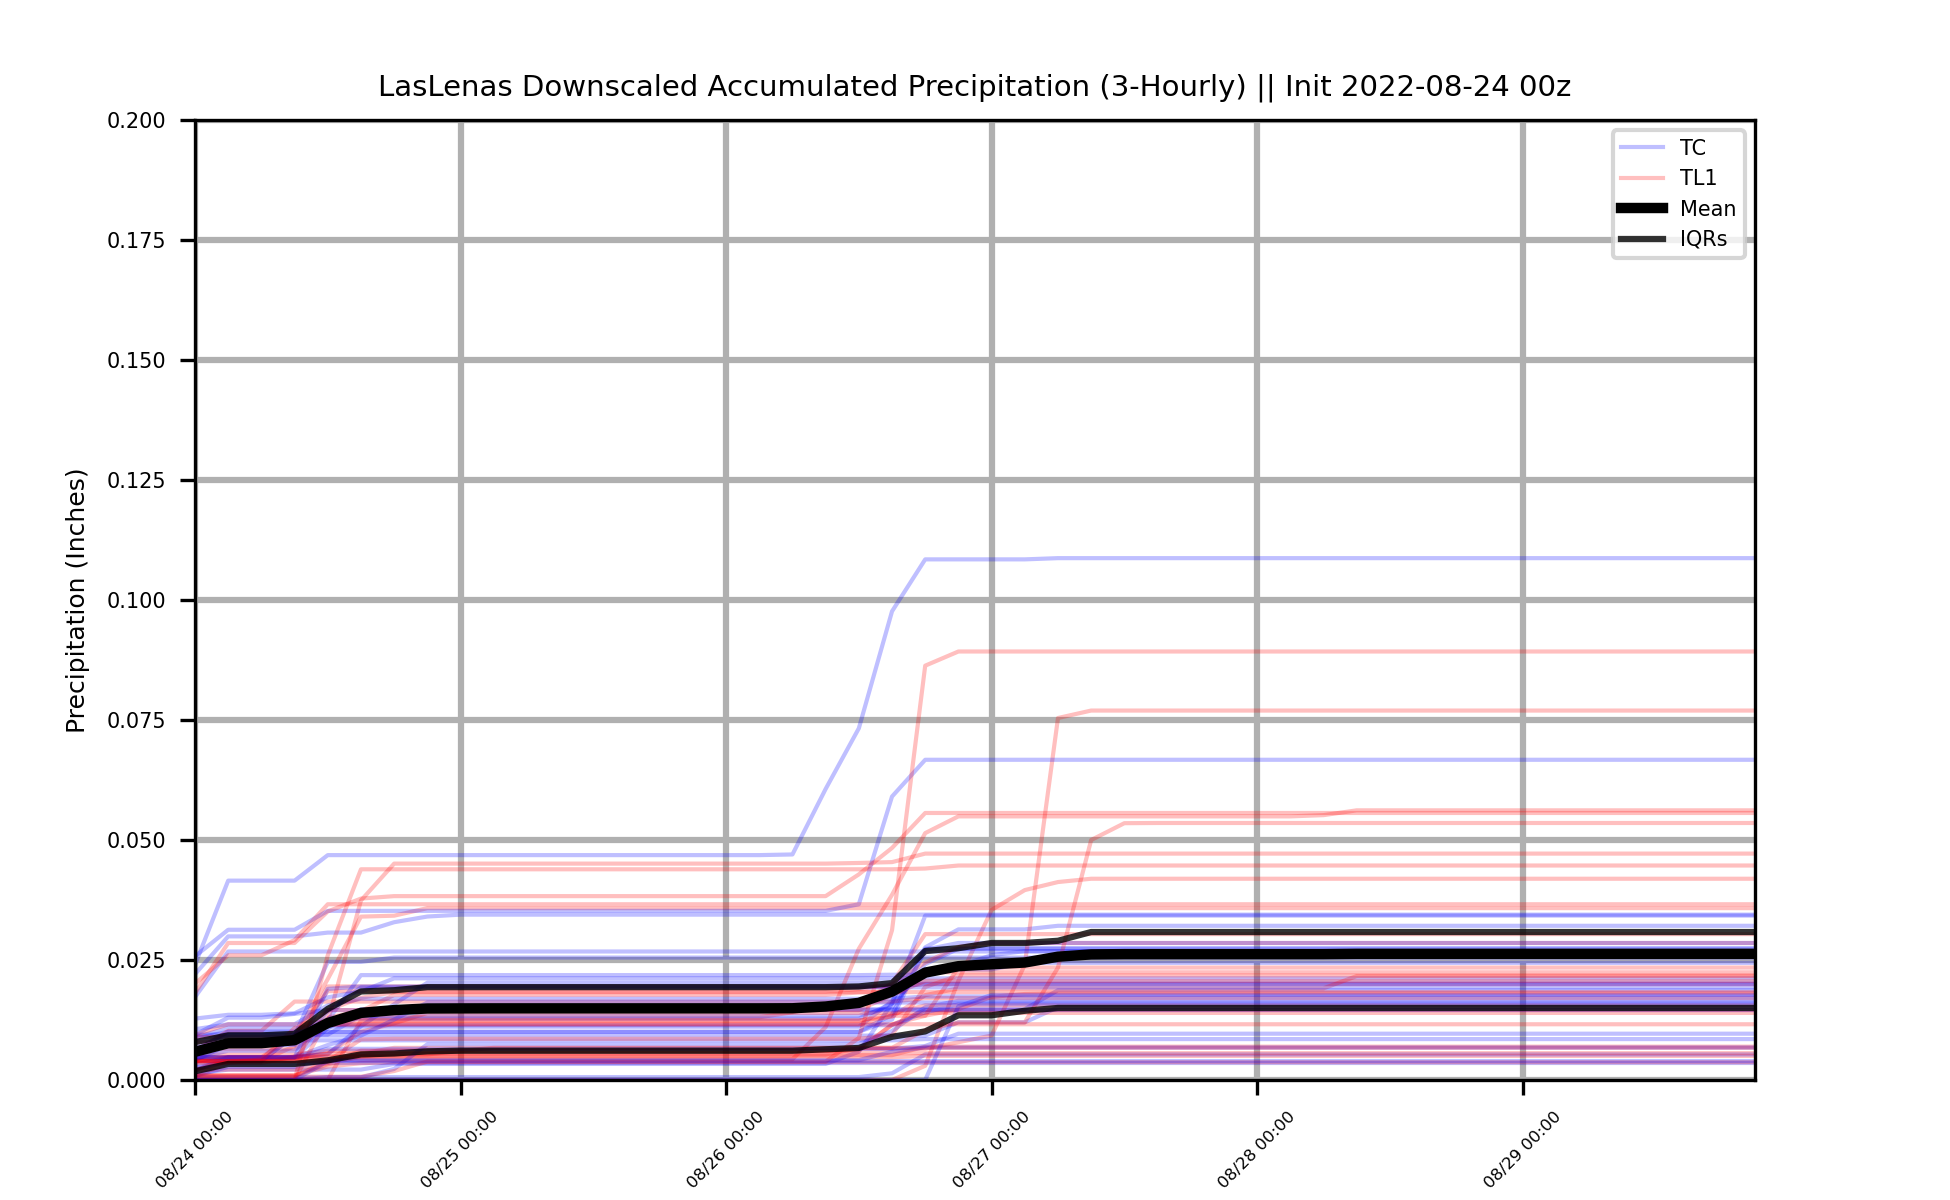 LasLenas Downscaled Accumulated Precipitation (3-Hourly) || Init 2022-08-24 00z
TC
TL1
Mean
IQRs
Precipitation (Inches)
0.200
0.175
0.150
0.125
0.100
0.075
0.050
0.025
0.000
08/24 00:00
08/25 00:00
08/26 00:00
08/27 00:00
08/28 00:00
08/29 00:00